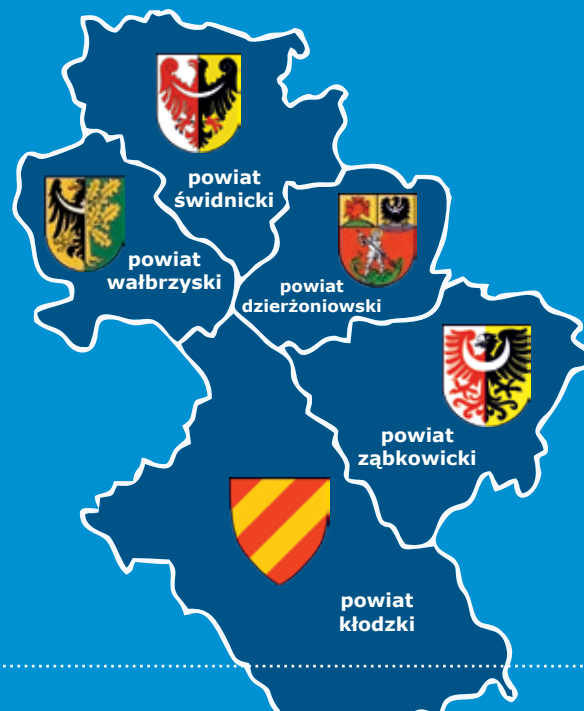 powiat
świdnicki
powiat
wałbrzyski
powiat
dzierżoniowski
powiat
ząbkowicki
powiat
kłodzki